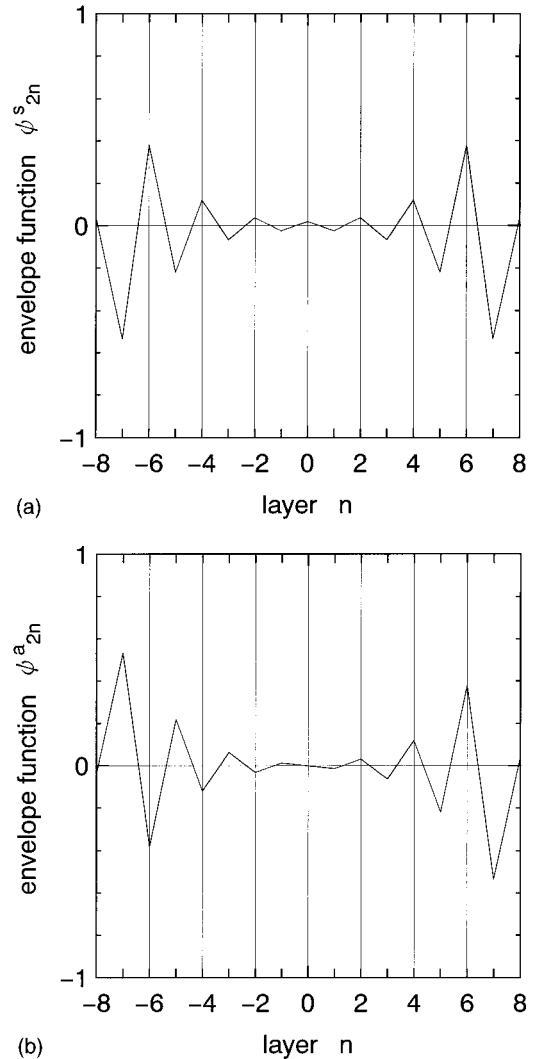 1
0
−1
envelope function ψ^s_2n
−8 −6 −4 −2 0 2 4 6 8
layer n
(a)
1
0
−1
envelope function ψ^a_2n
−8 −6 −4 −2 0 2 4 6 8
layer n
(b)